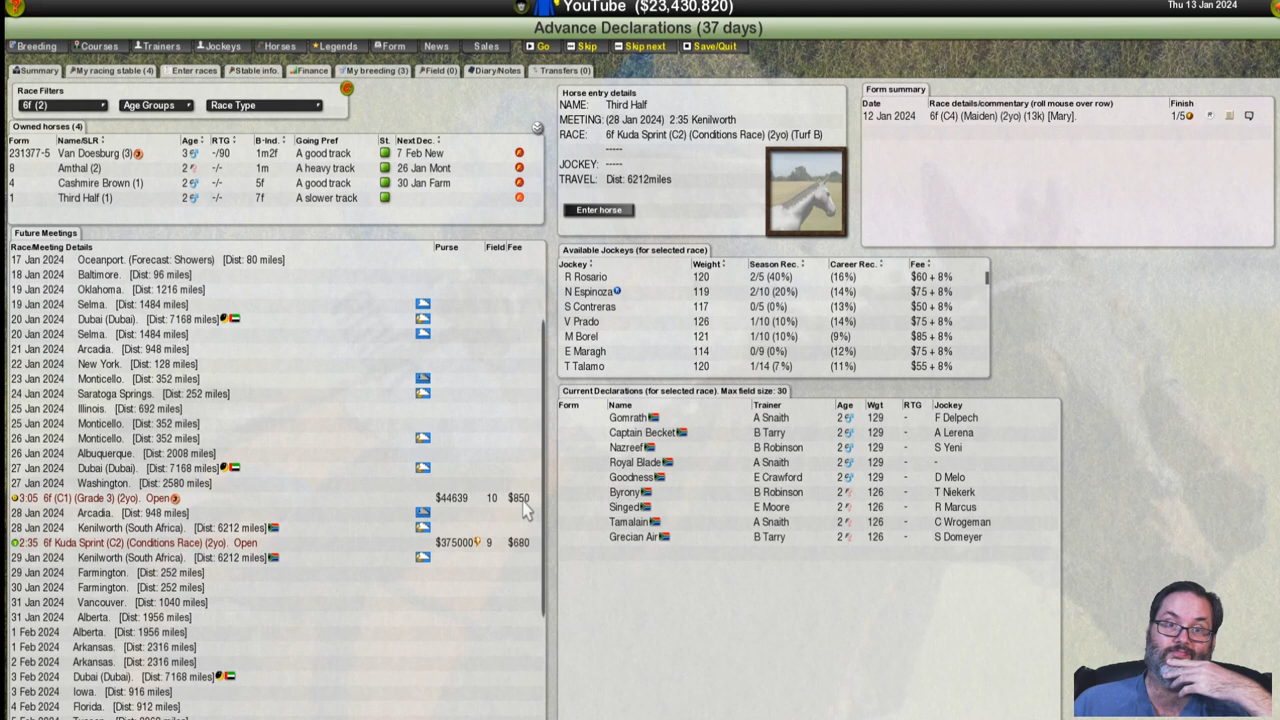 YouTube ($23,430,820)
Thu 13 Jan 2024
Advance Declarations (37 days)
Breeding Courses Trainers Jockeys Horses Legends Form News Sales Go Skip Skip next Save/Quit
Summary My racing stable (4) Enter races Stable info. Finance My breeding (3) Field (0) Diary/Notes Transfers (0)
Race Filters
6f (2) Age Groups Race Type
Owned horses (4)
Form Name/SLR Age RTG B-Ind. Going Pref St. Next Dec.
231377-5 Van Doesburg (3) 3 -/90 1m2f A good track 7 Feb New
8 Amthal (2) 2 -/- 1m A heavy track 26 Jan Mont
4 Cashmire Brown (1) 2 -/- 5f A good track 30 Jan Farm
1 Third Half (1) 2 -/- 7f A slower track
Future Meetings
Race/Meeting Details Purse Field Fee
17 Jan 2024 Oceanport. (Forecast: Showers) [Dist: 80 miles]
18 Jan 2024 Baltimore. [Dist: 96 miles]
19 Jan 2024 Oklahoma. [Dist: 1216 miles]
19 Jan 2024 Selma. [Dist: 1484 miles]
20 Jan 2024 Dubai (Dubai). [Dist: 7168 miles]
20 Jan 2024 Selma. [Dist: 1484 miles]
21 Jan 2024 Arcadia. [Dist: 948 miles]
22 Jan 2024 New York. [Dist: 128 miles]
23 Jan 2024 Monticello. [Dist: 352 miles]
24 Jan 2024 Saratoga Springs. [Dist: 252 miles]
25 Jan 2024 Illinois. [Dist: 692 miles]
25 Jan 2024 Monticello. [Dist: 352 miles]
26 Jan 2024 Monticello. [Dist: 352 miles]
26 Jan 2024 Albuquerque. [Dist: 2008 miles]
27 Jan 2024 Dubai (Dubai). [Dist: 7168 miles]
27 Jan 2024 Washington. [Dist: 2580 miles]
3:05 6f (C1) (Grade 3) (2yo). Open $44639 10 $850
28 Jan 2024 Arcadia. [Dist: 948 miles]
28 Jan 2024 Kenilworth (South Africa). [Dist: 6212 miles]
2:35 6f Kuda Sprint (C2) (Conditions Race) (2yo). Open $375000 9 $680
29 Jan 2024 Kenilworth (South Africa). [Dist: 6212 miles]
29 Jan 2024 Farmington. [Dist: 252 miles]
30 Jan 2024 Farmington. [Dist: 252 miles]
31 Jan 2024 Vancouver. [Dist: 1040 miles]
31 Jan 2024 Alberta. [Dist: 1956 miles]
1 Feb 2024 Alberta. [Dist: 1956 miles]
1 Feb 2024 Arkansas. [Dist: 2316 miles]
2 Feb 2024 Arkansas. [Dist: 2316 miles]
3 Feb 2024 Dubai (Dubai). [Dist: 7168 miles]
3 Feb 2024 Iowa. [Dist: 916 miles]
4 Feb 2024 Florida. [Dist: 912 miles]
Horse entry details
NAME: Third Half
MEETING: (28 Jan 2024) 2:35 Kenilworth
RACE: 6f Kuda Sprint (C2) (Conditions Race) (2yo) (Turf B)
-----
JOCKEY: -----
TRAVEL: Dist: 6212miles
Enter horse
Form summary
Date Race details/commentary (roll mouse over row) Finish
12 Jan 2024 6f (C4) (Maiden) (2yo) (13k) [Mary]. 1/5
Available Jockeys (for selected race)
Jockey Weight Season Rec. Career Rec. Fee
R Rosario 120 2/5 (40%) (16%) $60 + 8%
N Espinoza 119 2/10 (20%) (14%) $75 + 8%
S Contreras 117 0/5 (0%) (13%) $50 + 8%
V Prado 126 1/10 (10%) (14%) $75 + 8%
M Borel 121 1/10 (10%) (9%) $85 + 8%
E Maragh 114 0/9 (0%) (12%) $75 + 8%
T Talamo 120 1/14 (7%) (11%) $55 + 8%
Current Declarations (for selected race). Max field size: 30
Form Name Trainer Age Wgt RTG Jockey
Gomrath A Snaith 2 129 - F Delpech
Captain Becket B Tarry 2 129 - A Lerena
Nazreef B Robinson 2 129 - S Yeni
Royal Blade A Snaith 2 129 - -
Goodness E Crawford 2 129 - D Melo
Byrony B Robinson 2 126 - T Niekerk
Singed E Moore 2 126 - R Marcus
Tamalain A Snaith 2 126 - C Wrogeman
Grecian Air B Tarry 2 126 - S Domeyer